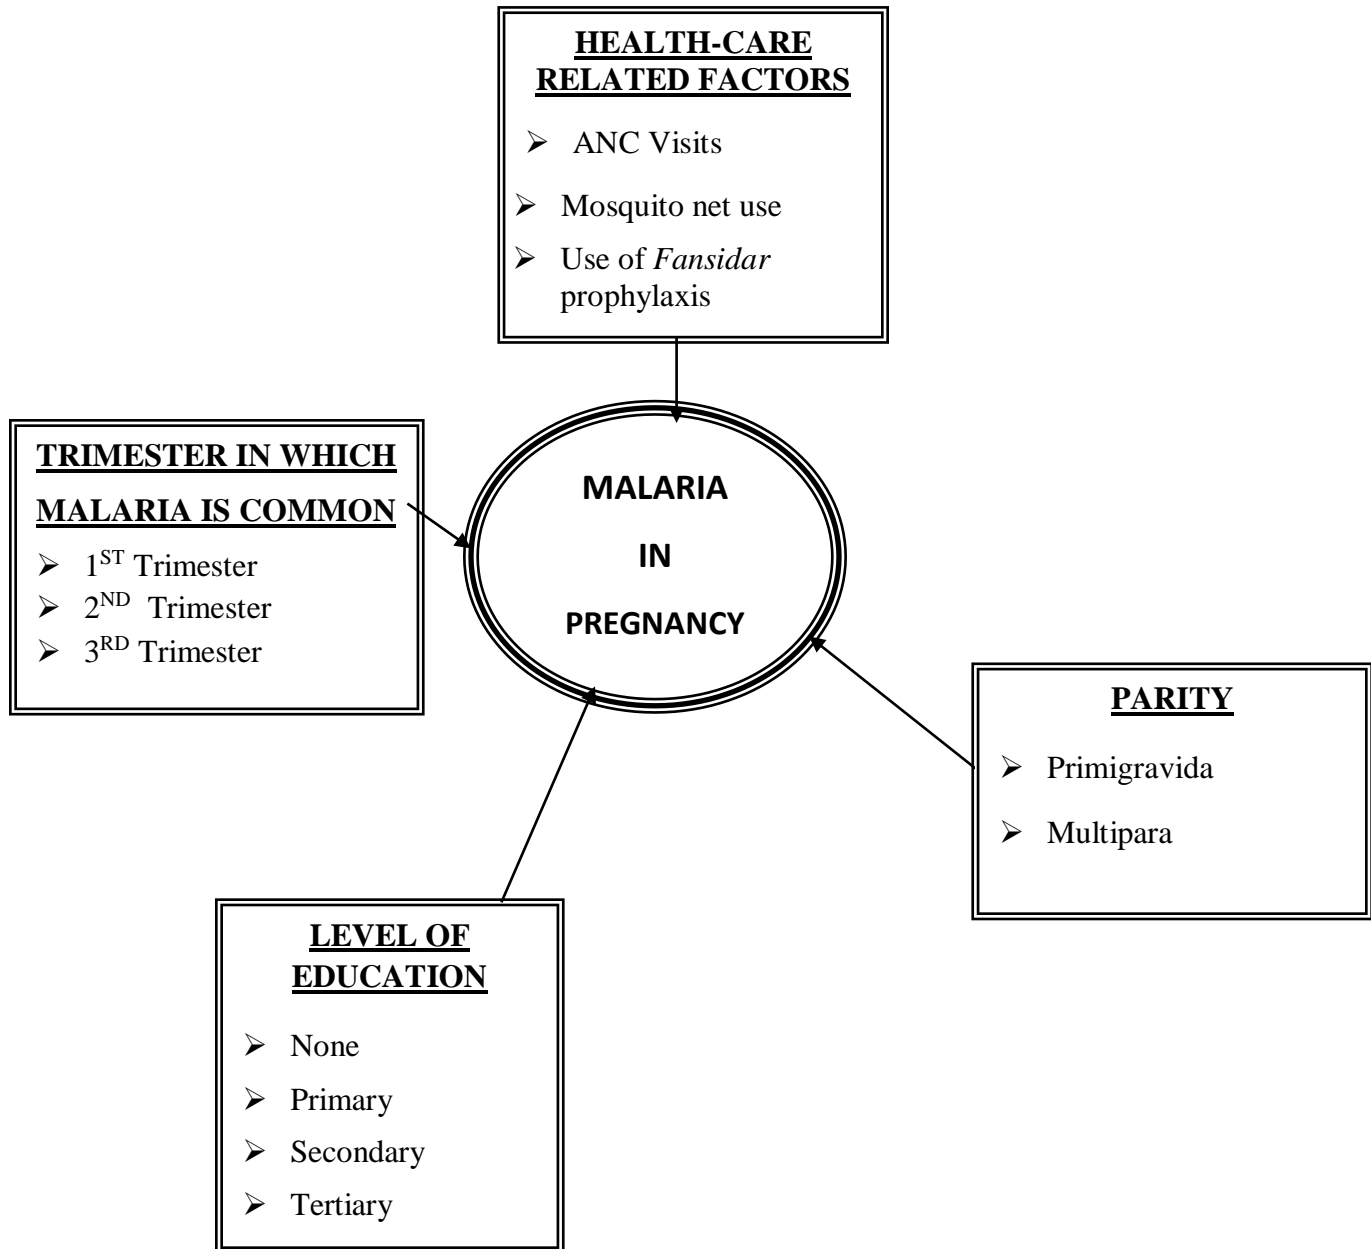 HEALTH-CARE
RELATED FACTORS
➢ ANC Visits
➢ Mosquito net use
➢ Use of Fansidar
prophylaxis
TRIMESTER IN WHICH
MALARIA IS COMMON
➢ 1ST Trimester
➢ 2ND Trimester
➢ 3RD Trimester
MALARIA
IN
PREGNANCY
PARITY
➢ Primigravida
➢ Multipara
LEVEL OF
EDUCATION
➢ None
➢ Primary
➢ Secondary
➢ Tertiary